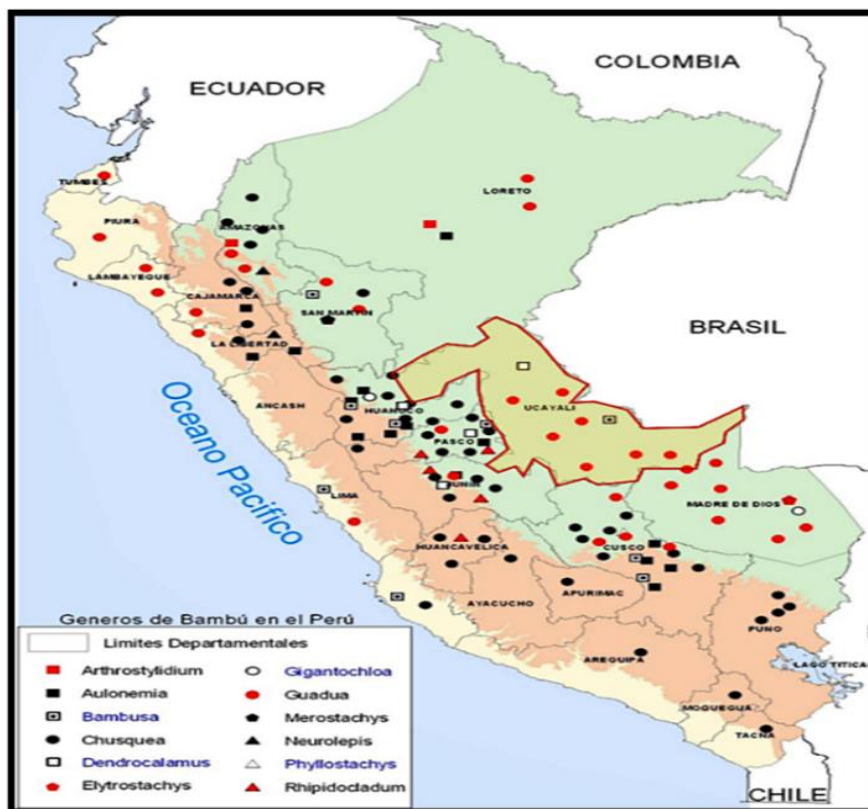 COLOMBIA
ECUADOR
TUMBES
LORETO
PIURA
AMAZONAS
LAMBAYEQUE
CAJAMARCA
SAN MARTIN
BRASIL
LA LIBERTAD
UCAYALI
ANCASH
HUANUCO
PASCO
Oceano Pacifico
JUNIN
LIMA
MADRE DE DIOS
HUANCAVELICA
CUSCO
AYACUCHO
APURIMAC
PUNO
AREQUIPA
LAGO TITICAC
MOQUEGUA
TACNA
CHILE
Generos de Bambú en el Perú
Limites Departamentales
Arthrostylidium
Aulonemia
Bambusa
Chusquea
Dendrocalamus
Elytrostachys
Gigantochloa
Guadua
Merostachys
Neurolepis
Phyllostachys
Rhipidocladum